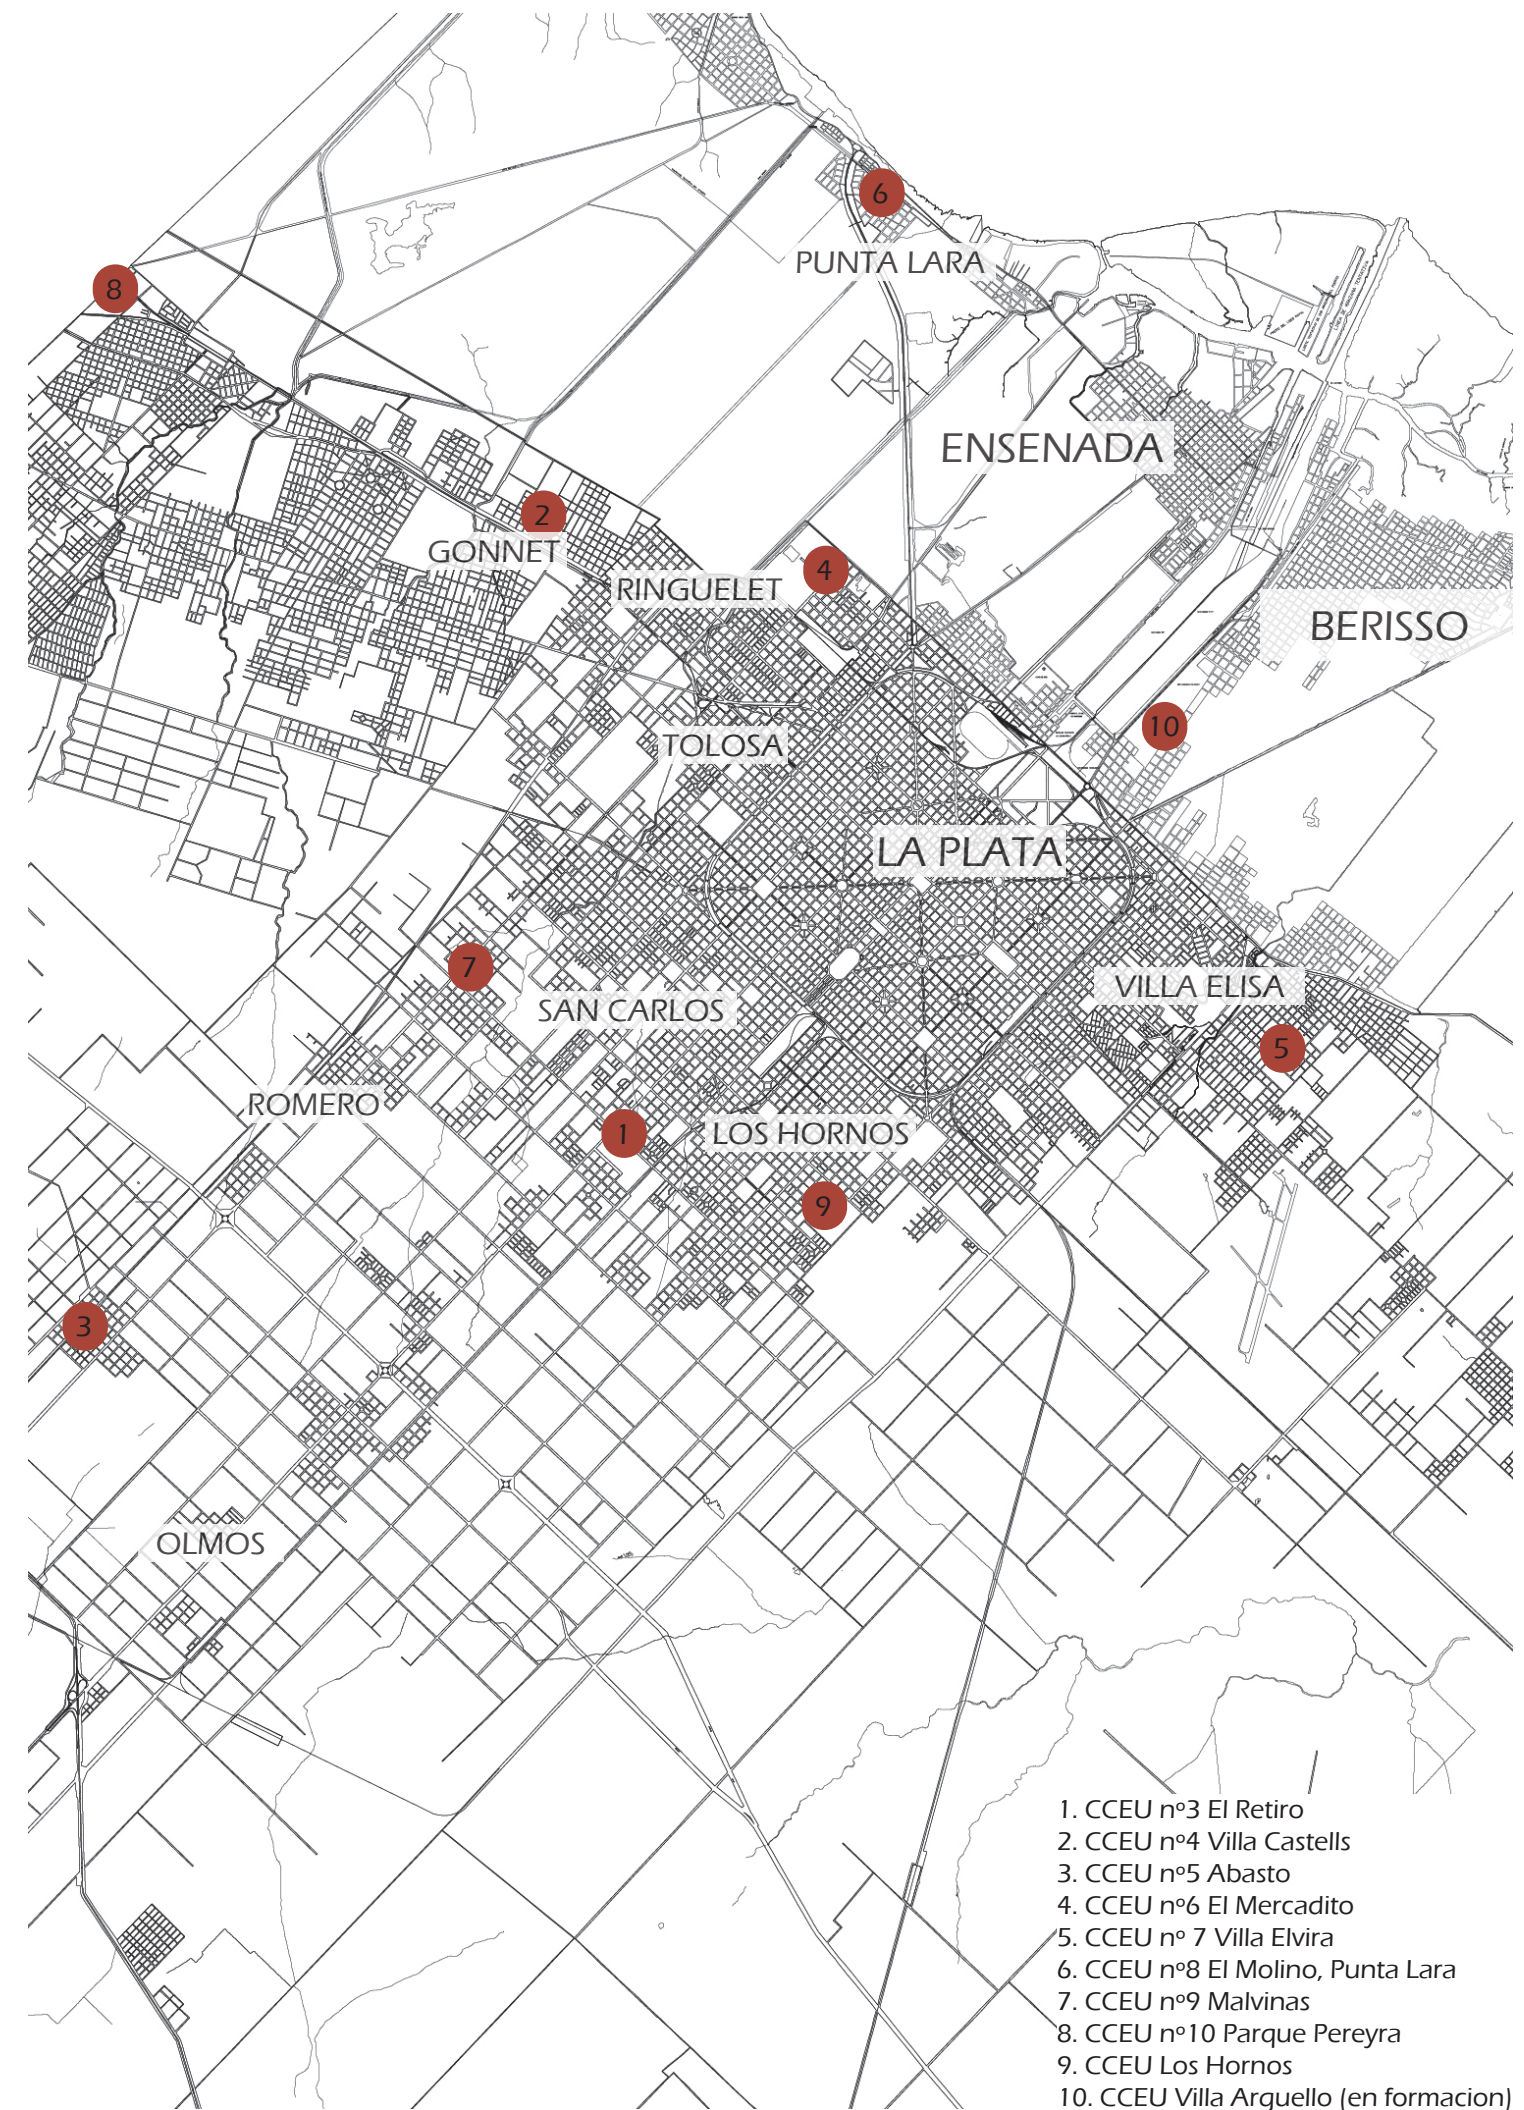 6
PUNTA LARA
8
ENSENADA
2
GONNET
4
RINGUELET
BERISSO
10
TOLOSA
LA PLATA
7
VILLA ELISA
SAN CARLOS
5
ROMERO
1
LOS HORNOS
9
3
OLMOS
1. CCEU nº3 El Retiro
2. CCEU nº4 Villa Castells
3. CCEU nº5 Abasto
4. CCEU nº6 El Mercadito
5. CCEU nº 7 Villa Elvira
6. CCEU nº8 El Molino, Punta Lara
7. CCEU nº9 Malvinas
8. CCEU nº10 Parque Pereyra
9. CCEU Los Hornos
10. CCEU Villa Arguello (en formacion)